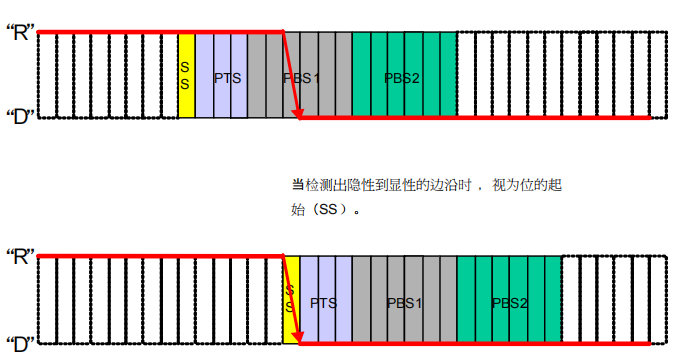 “R”
S
S
PTS
PBS1
PBS2
“D”
当检测出隐性到显性的边沿时 ，视为位的起
始（SS）。
“R”
S
S
PTS
PBS1
PBS2
“D”